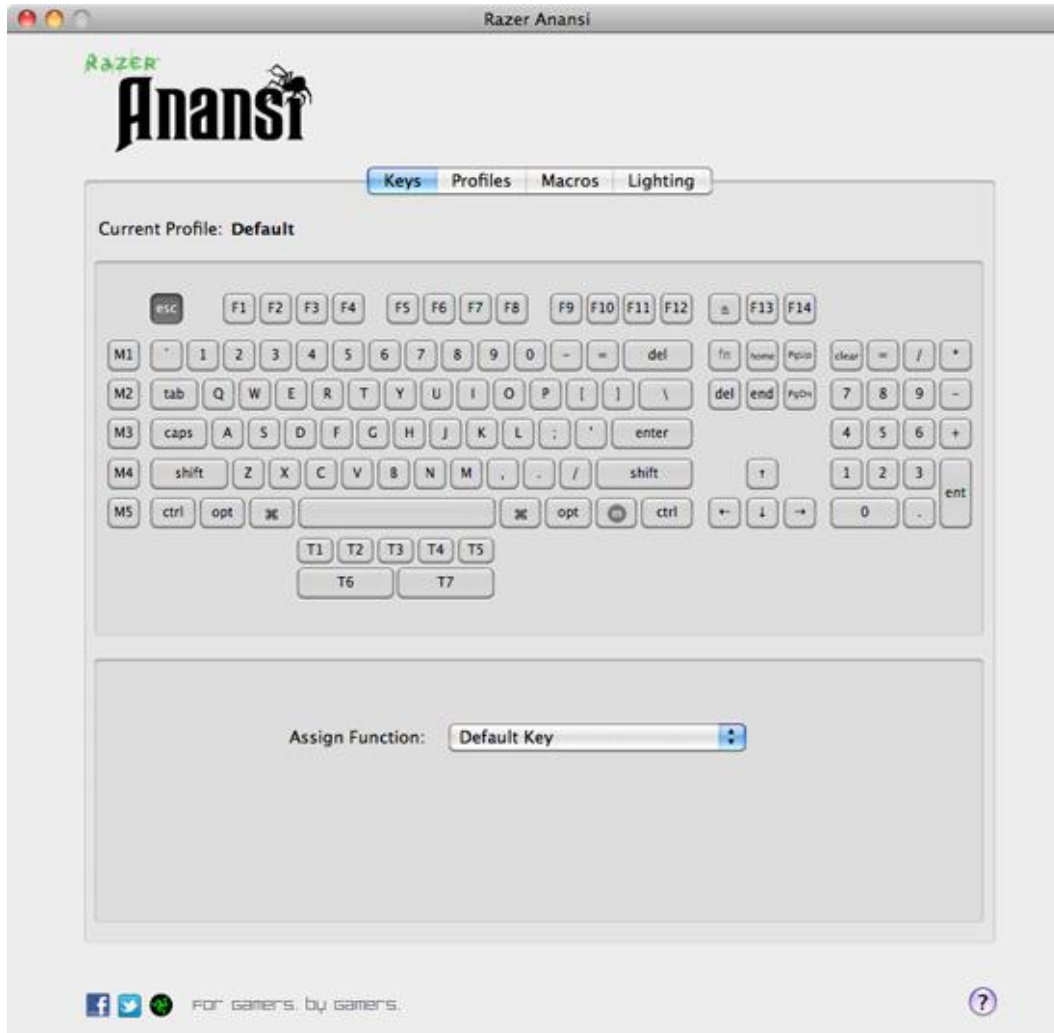 Razer Anansi
RAZER
Anansi
Keys Profiles Macros Lighting
Current Profile: Default
esc F1 F2 F3 F4 F5 F6 F7 F8 F9 F10 F11 F12 F13 F14
M1 ` 1 2 3 4 5 6 7 8 9 0 - = del fn home PgUp clear = / *
M2 tab Q W E R T Y U I O P [ ] \ del end PgDn 7 8 9 -
M3 caps A S D F G H J K L ; ' enter 4 5 6 +
M4 shift Z X C V B N M , . / shift ↑ 1 2 3 ent
M5 ctrl opt ⌘ ⌘ opt ctrl ← ↓ → 0 .
T1 T2 T3 T4 T5
T6 T7
Assign Function: Default Key
For Gamers. By Gamers.
?